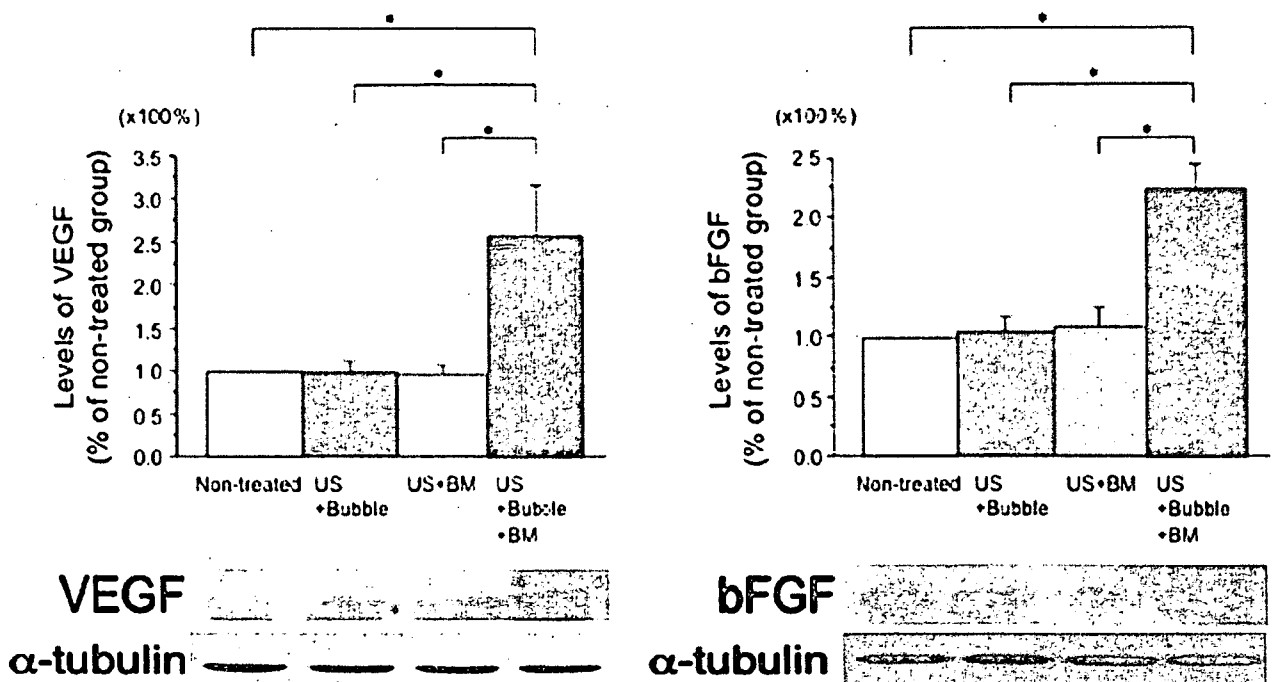 *
*
*
(x100%)
Levels of VEGF
(% of non-treated group)
3.5
3.0
2.5
2.0
1.5
1.0
0.5
0.0
Non-treated
US
+Bubble
US+BM
US
+Bubble
+BM
VEGF
α-tubulin
*
*
*
(x100%)
Levels of bFGF
(% of non-treated group)
2.5
2.0
1.5
1.0
0.5
0.0
Non-treated
US
+Bubble
US+BM
US
+Bubble
+BM
bFGF
α-tubulin